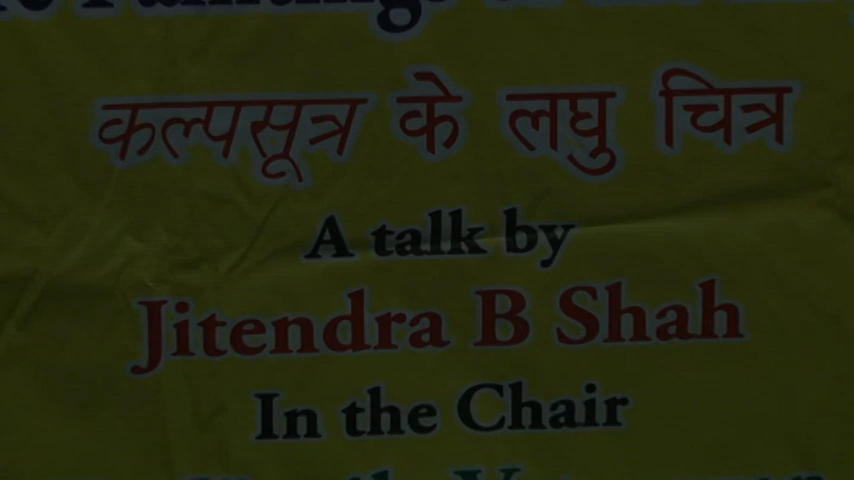 कल्पसूत्र के लघु चित्र
A talk by
Jitendra B Shah
In the Chair